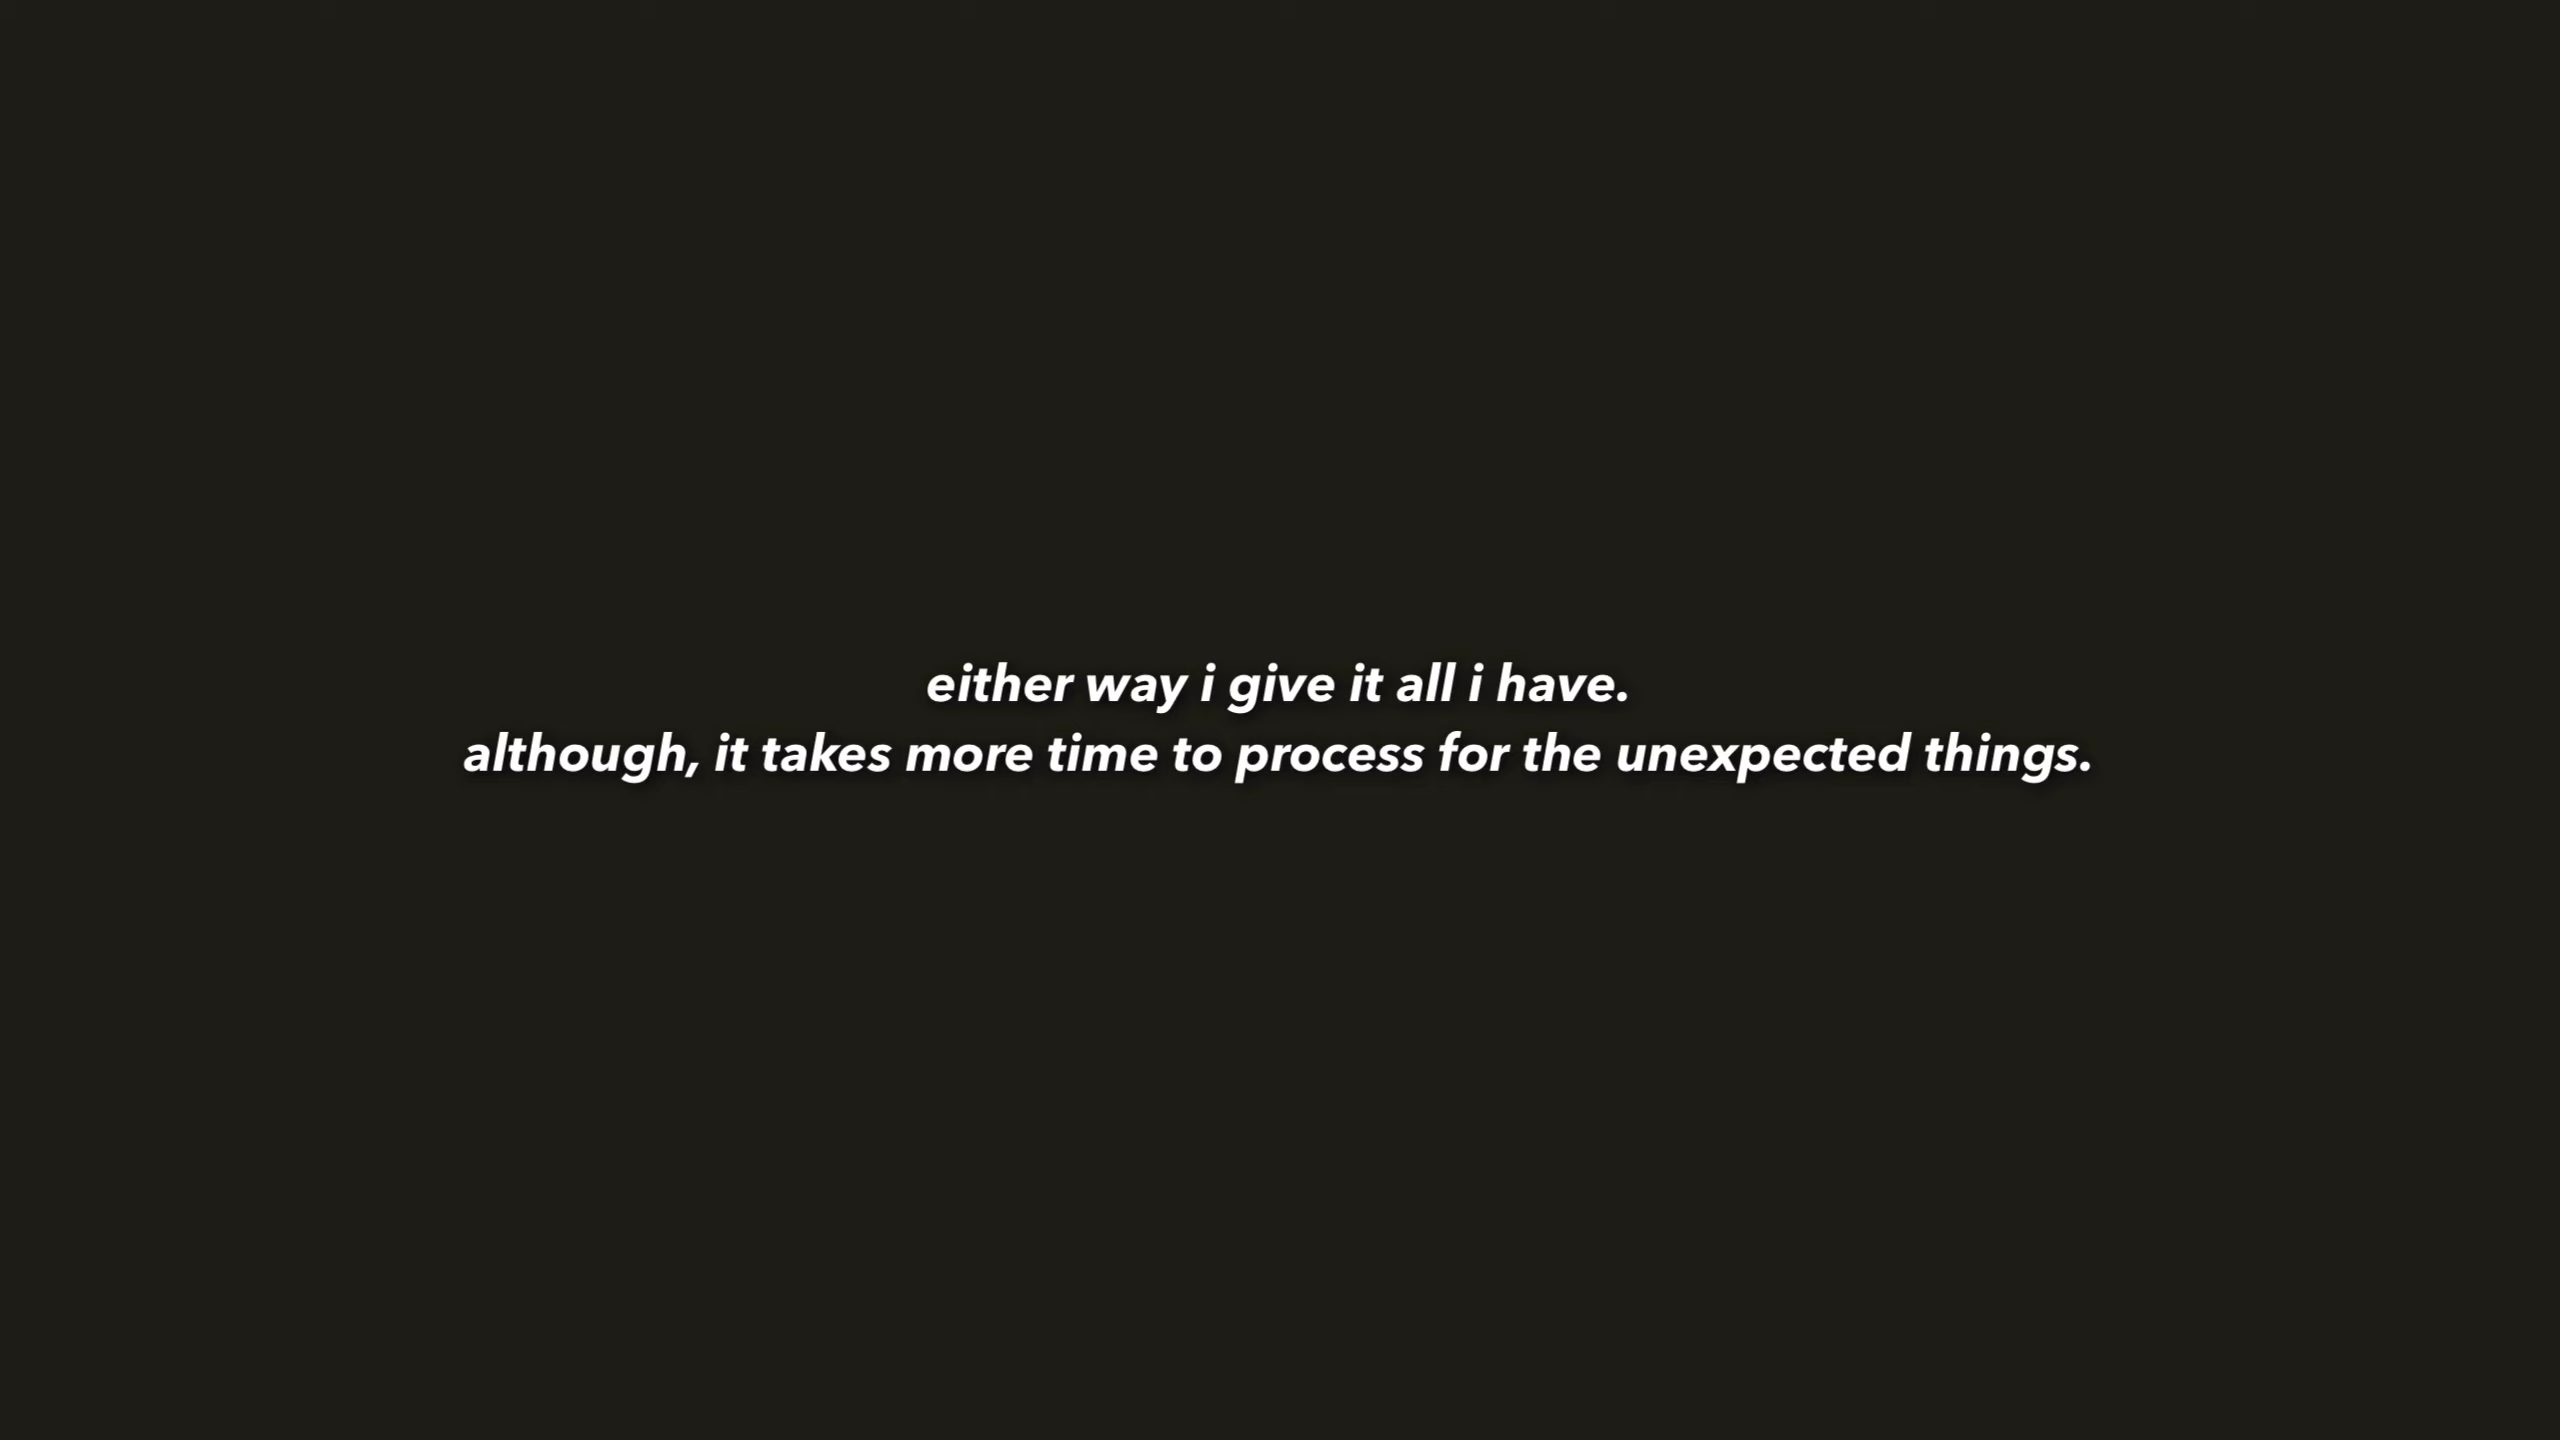 either way i give it all i have.
although, it takes more time to process for the unexpected things.